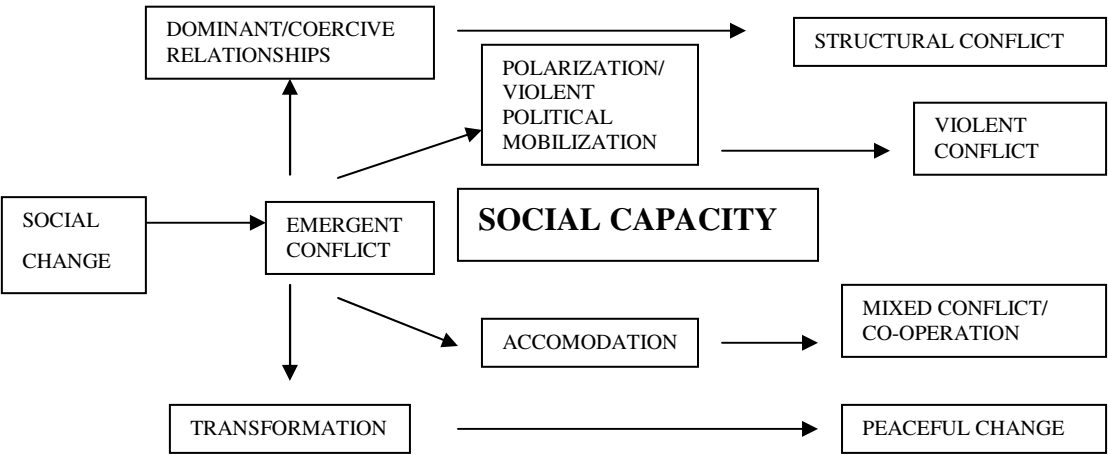 DOMINANT/COERCIVE
RELATIONSHIPS
STRUCTURAL CONFLICT
POLARIZATION/
VIOLENT
POLITICAL
MOBILIZATION
VIOLENT
CONFLICT
SOCIAL
CHANGE
EMERGENT
CONFLICT
SOCIAL CAPACITY
MIXED CONFLICT/
CO-OPERATION
ACCOMODATION
TRANSFORMATION
PEACEFUL CHANGE